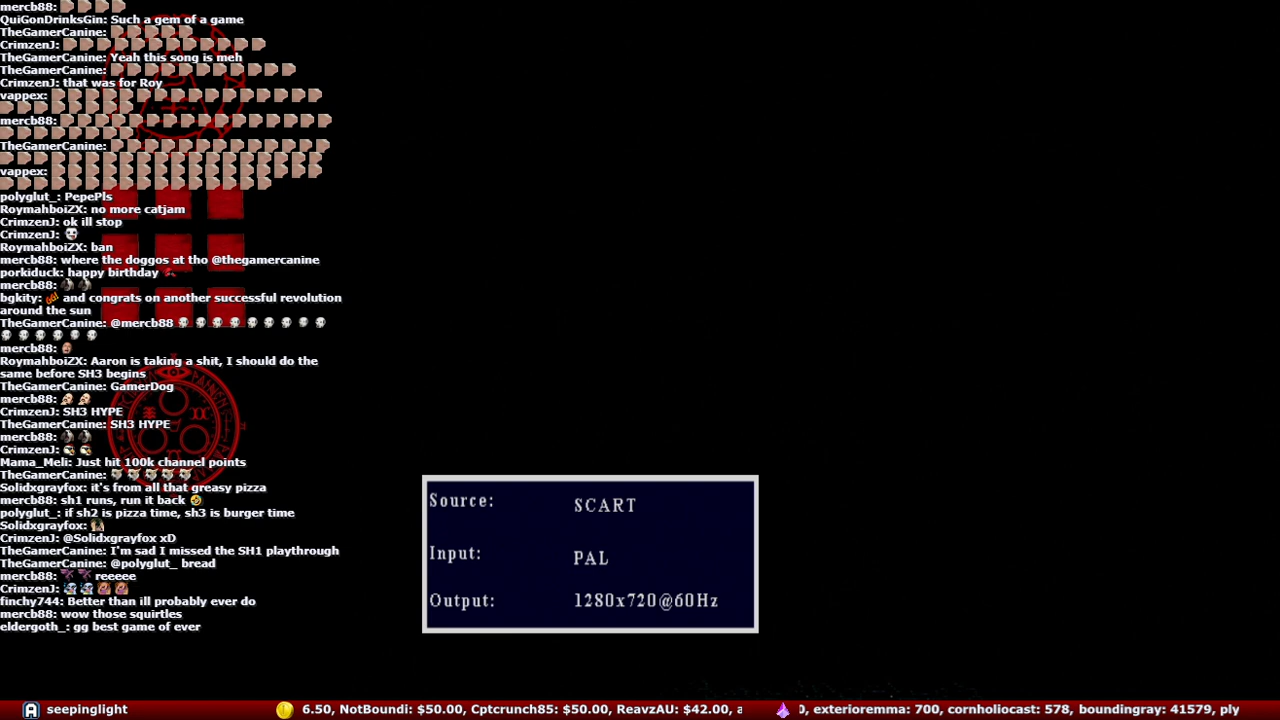 mercb88:
QuiGonDrinksGin: Such a gem of a game
TheGamerCanine:
CrimzenJ:
TheGamerCanine: Yeah this song is meh
TheGamerCanine:
CrimzenJ: that was for Roy
vappex:
mercb88:
TheGamerCanine:
vappex:
polyglut_: PepePls
RoymahboiZX: no more catjam
CrimzenJ: ok ill stop
CrimzenJ:
RoymahboiZX: ban
mercb88: where the doggos at tho @thegamercanine
porkiduck: happy birthday
mercb88:
bgkity: and congrats on another successful revolution
around the sun
TheGamerCanine: @mercb88
mercb88:
RoymahboiZX: Aaron is taking a shit, I should do the
same before SH3 begins
TheGamerCanine: GamerDog
mercb88:
CrimzenJ: SH3 HYPE
TheGamerCanine: SH3 HYPE
mercb88:
CrimzenJ:
Mama_Meli: Just hit 100k channel points
TheGamerCanine:
Solidxgrayfox: it's from all that greasy pizza
mercb88: sh1 runs, run it back
polyglut_: if sh2 is pizza time, sh3 is burger time
Solidxgrayfox:
CrimzenJ: @Solidxgrayfox xD
TheGamerCanine: I'm sad I missed the SH1 playthrough
TheGamerCanine: @polyglut_ bread
mercb88: reeeee
CrimzenJ:
finchy744: Better than ill probably ever do
mercb88: wow those squirtles
eldergoth_: gg best game of ever
Source: SCART
Input: PAL
Output: 1280x720@60Hz
A seepinglight 6.50, NotBoundi: $50.00, Cptcrunch85: $50.00, ReavzAU: $42.00, a 0, exterioremma: 700, cornholiocast: 578, boundingray: 41579, ply